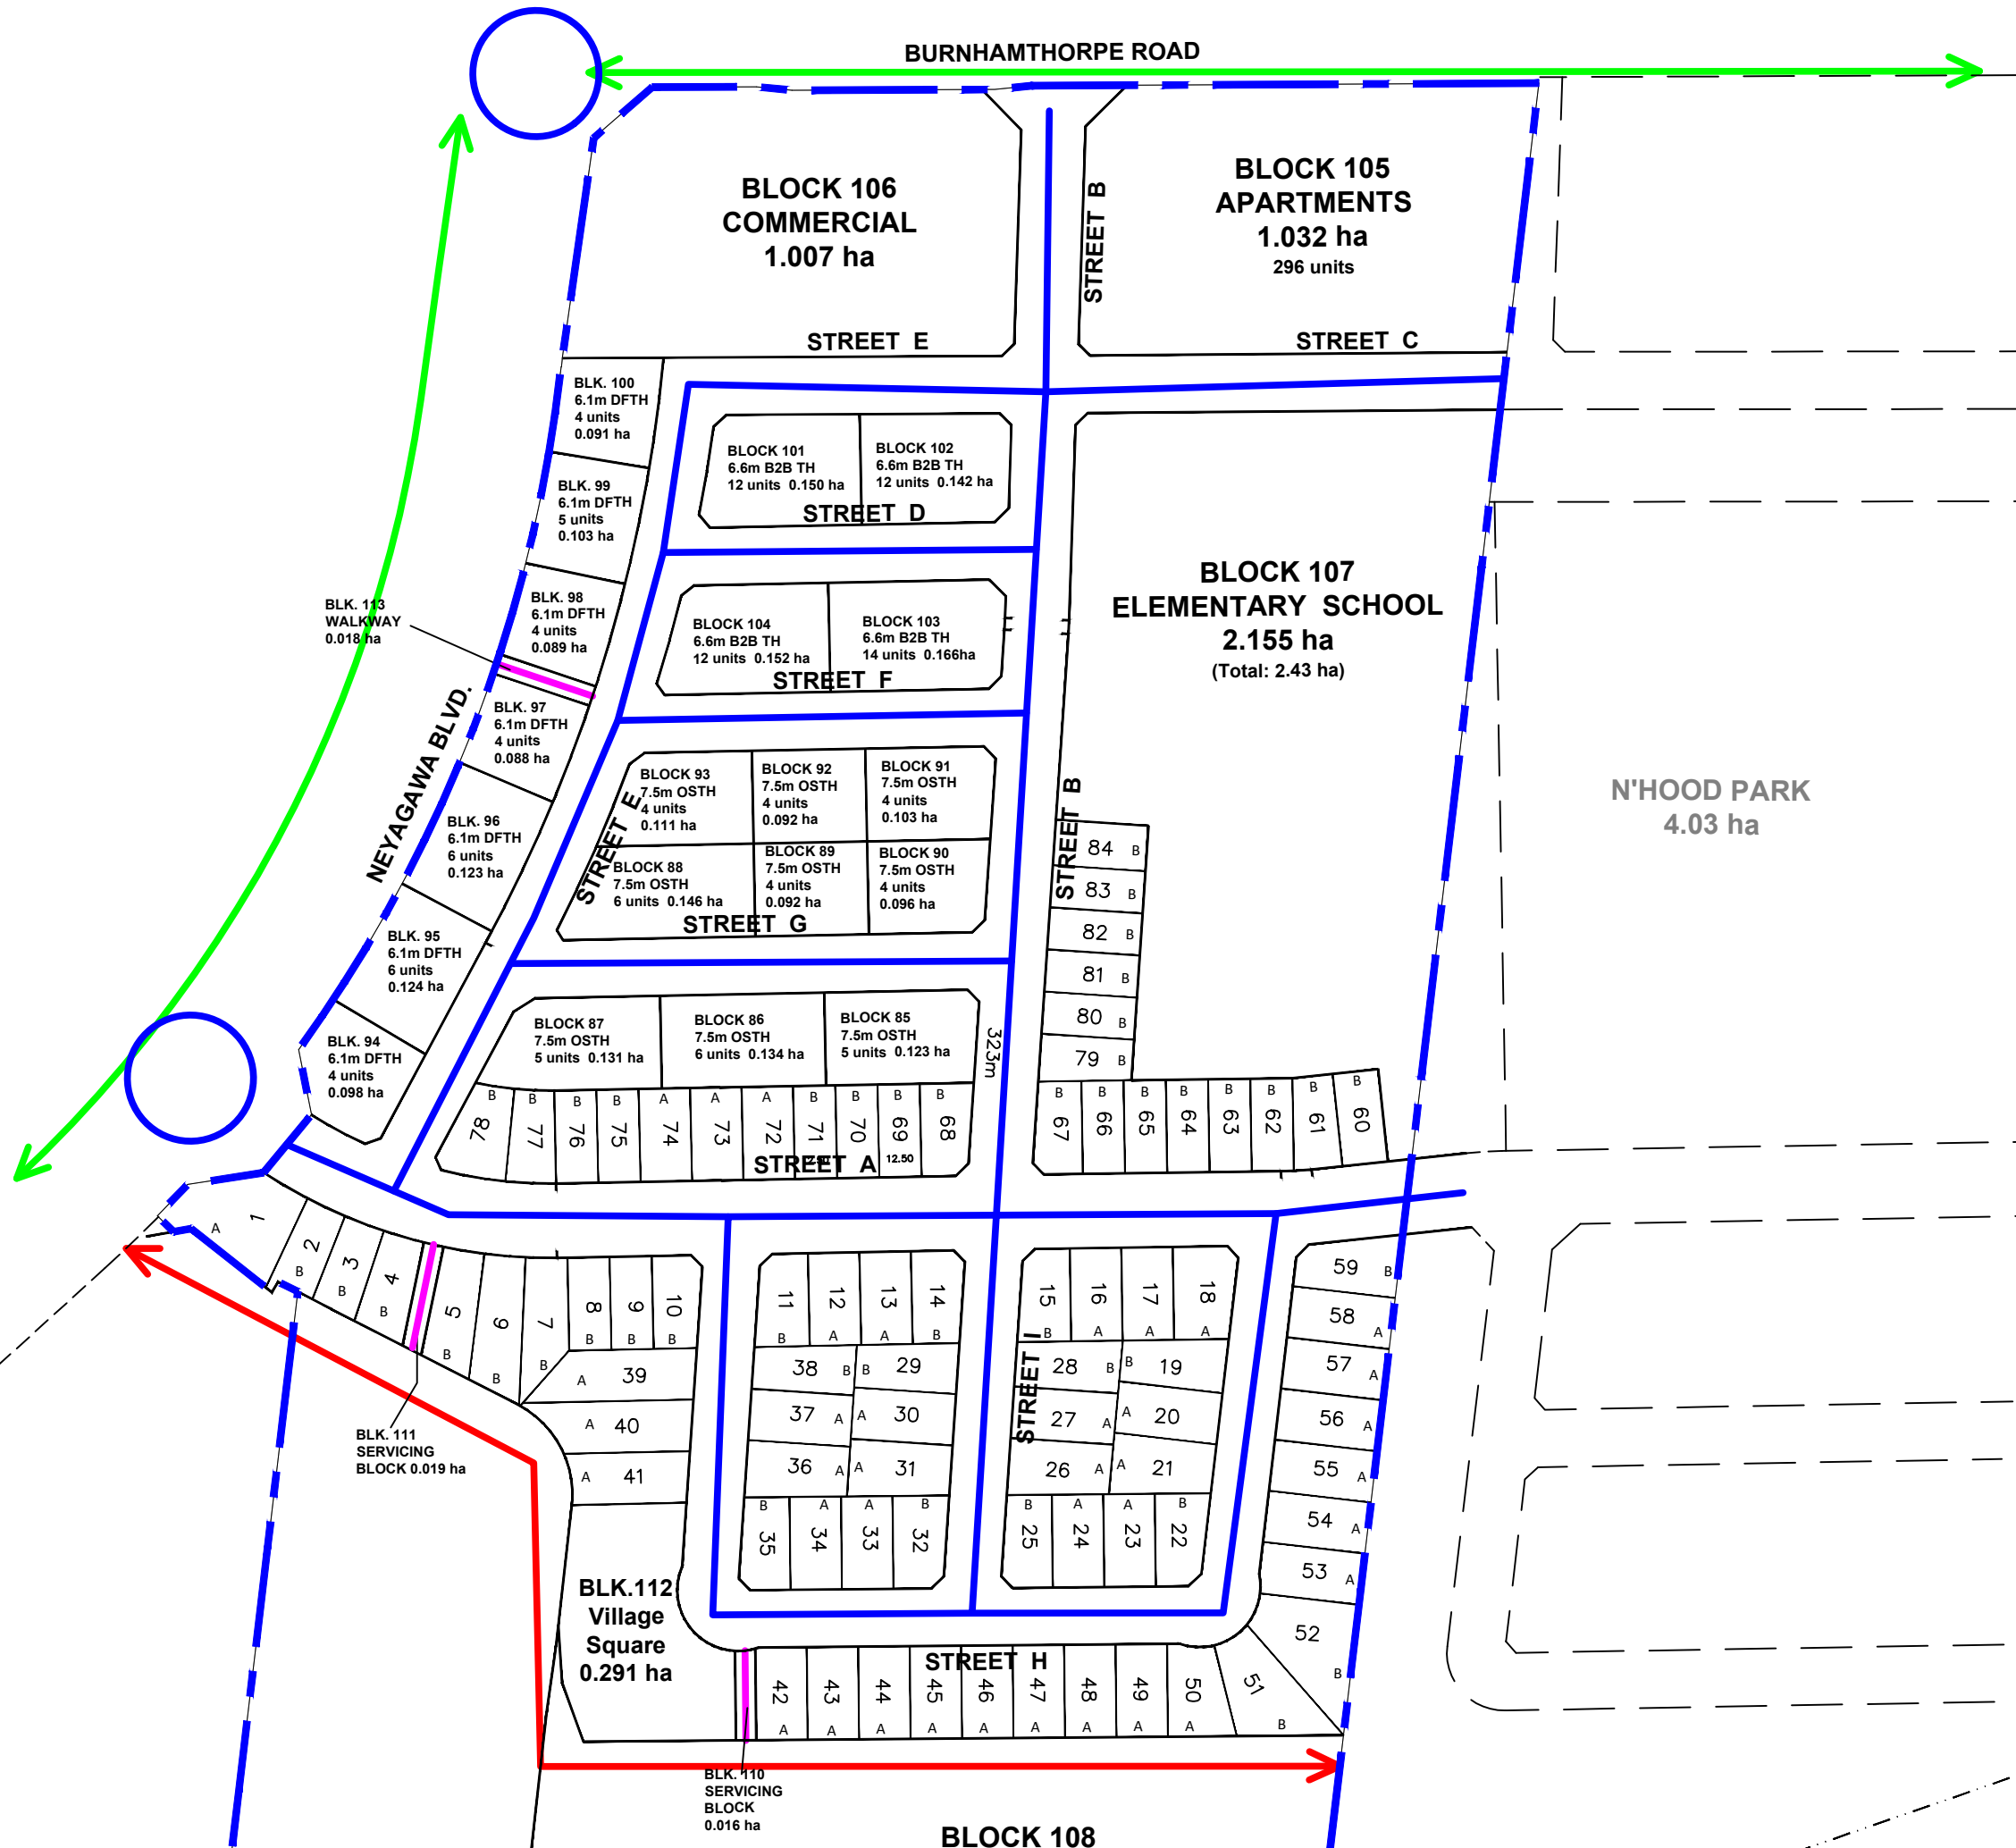 BURNHAMTHORPE ROAD
BLOCK 106
COMMERCIAL
1.007 ha
STREET B
BLOCK 105
APARTMENTS
1.032 ha
296 units
STREET E
STREET C
BLK. 100
6.1m DFTH
4 units
0.091 ha
BLOCK 101
6.6m B2B TH
12 units 0.150 ha
BLOCK 102
6.6m B2B TH
12 units 0.142 ha
STREET D
BLK. 99
6.1m DFTH
5 units
0.103 ha
BLOCK 107
ELEMENTARY SCHOOL
2.155 ha
(Total: 2.43 ha)
BLK. 113
WALKWAY
0.018 ha
BLK. 98
6.1m DFTH
4 units
0.089 ha
BLOCK 104
6.6m B2B TH
12 units 0.152 ha
BLOCK 103
6.6m B2B TH
14 units 0.166ha
STREET F
NEYAGAWA BLVD.
BLK. 97
6.1m DFTH
4 units
0.088 ha
BLOCK 93
7.5m OSTH
4 units
0.111 ha
BLOCK 92
7.5m OSTH
4 units
0.092 ha
BLOCK 91
7.5m OSTH
4 units
0.103 ha
STREET E
STREET B
N'HOOD PARK
4.03 ha
BLK. 96
6.1m DFTH
6 units
0.123 ha
BLOCK 88
7.5m OSTH
6 units 0.146 ha
BLOCK 89
7.5m OSTH
4 units
0.092 ha
BLOCK 90
7.5m OSTH
4 units
0.096 ha
STREET G
84 B
83 B
82 B
81 B
80 B
79 B
BLK. 95
6.1m DFTH
6 units
0.124 ha
BLK. 94
6.1m DFTH
4 units
0.098 ha
BLOCK 87
7.5m OSTH
5 units 0.131 ha
BLOCK 86
7.5m OSTH
6 units 0.134 ha
BLOCK 85
7.5m OSTH
5 units 0.123 ha
323m
B B B B A A A B B B B
78 77 76 75 74 73 72 71 70 69 68
12.50
STREET A
B B B B B B B B
67 66 65 64 63 62 61 60
1 A
2 B
3 B
4 B
5 B
6 B
7 B
8 B
9 B
10 B
11 B
12 A
13 A
14 B
15 B
16 A
17 A
18 A
59 B
58 A
57 A
56 A
55 A
54 A
53 A
52 B
A 39
A 40
A 41
38 B
B 29
37 A
A 30
36 A
A 31
STREET I
28 B
B 19
27 A
A 20
26 A
A 21
BLK. 111
SERVICING
BLOCK 0.019 ha
B A A B
35 34 33 32
B A A B
25 24 23 22
BLK.112
Village
Square
0.291 ha
STREET H
42 43 44 45 46 47 48 49 50 51
A A A A A A A A A B
BLK. 110
SERVICING
BLOCK
0.016 ha
BLOCK 108